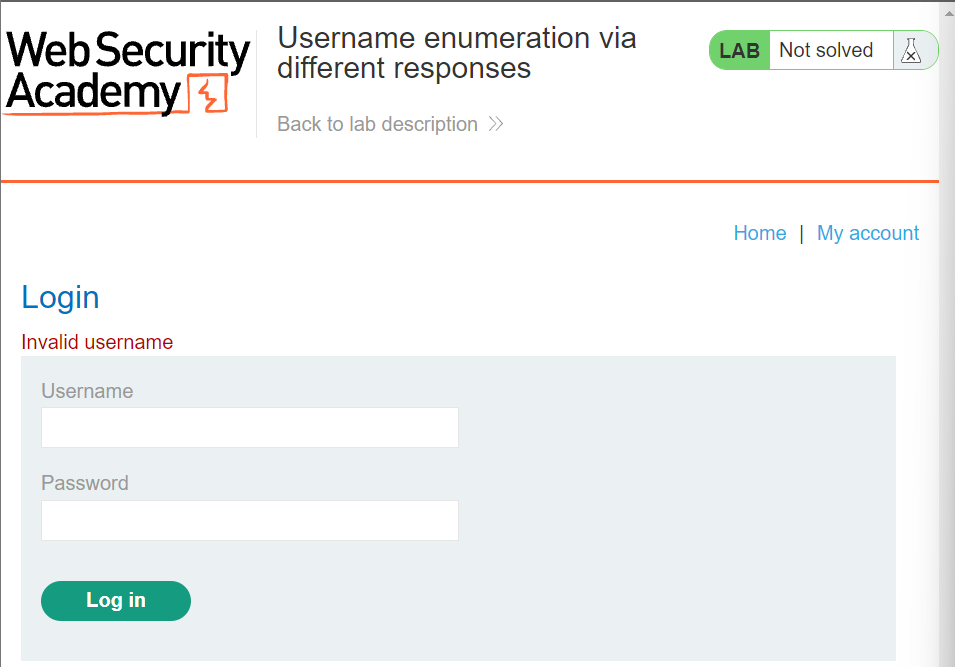 Web Security
Academy
Username enumeration via
different responses
Back to lab description
LAB Not solved
Home | My account
Login
Invalid username
Username
Password
Log in